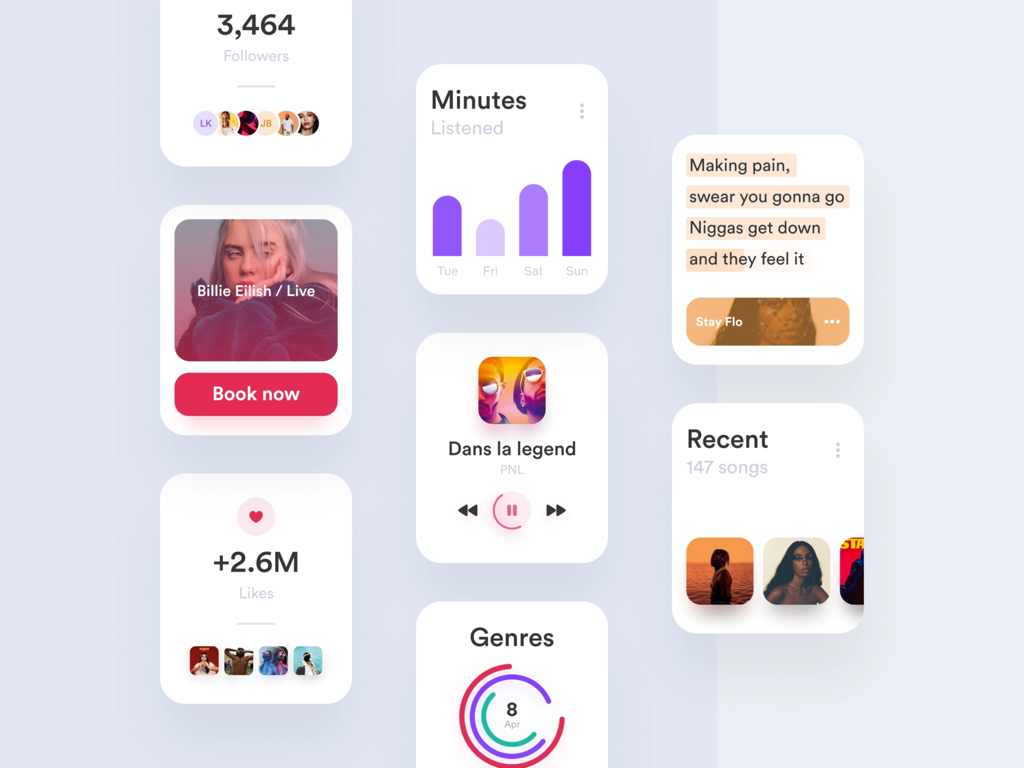 3,464
Followers
LK
JB
Billie Eilish / Live
Book now
+2.6M
Likes
Minutes
Listened
Tue
Fri
Sat
Sun
Dans la legend
PNL
Genres
8
Apr
Making pain,
swear you gonna go
Niggas get down
and they feel it
Stay Flo
Recent
147 songs
STA